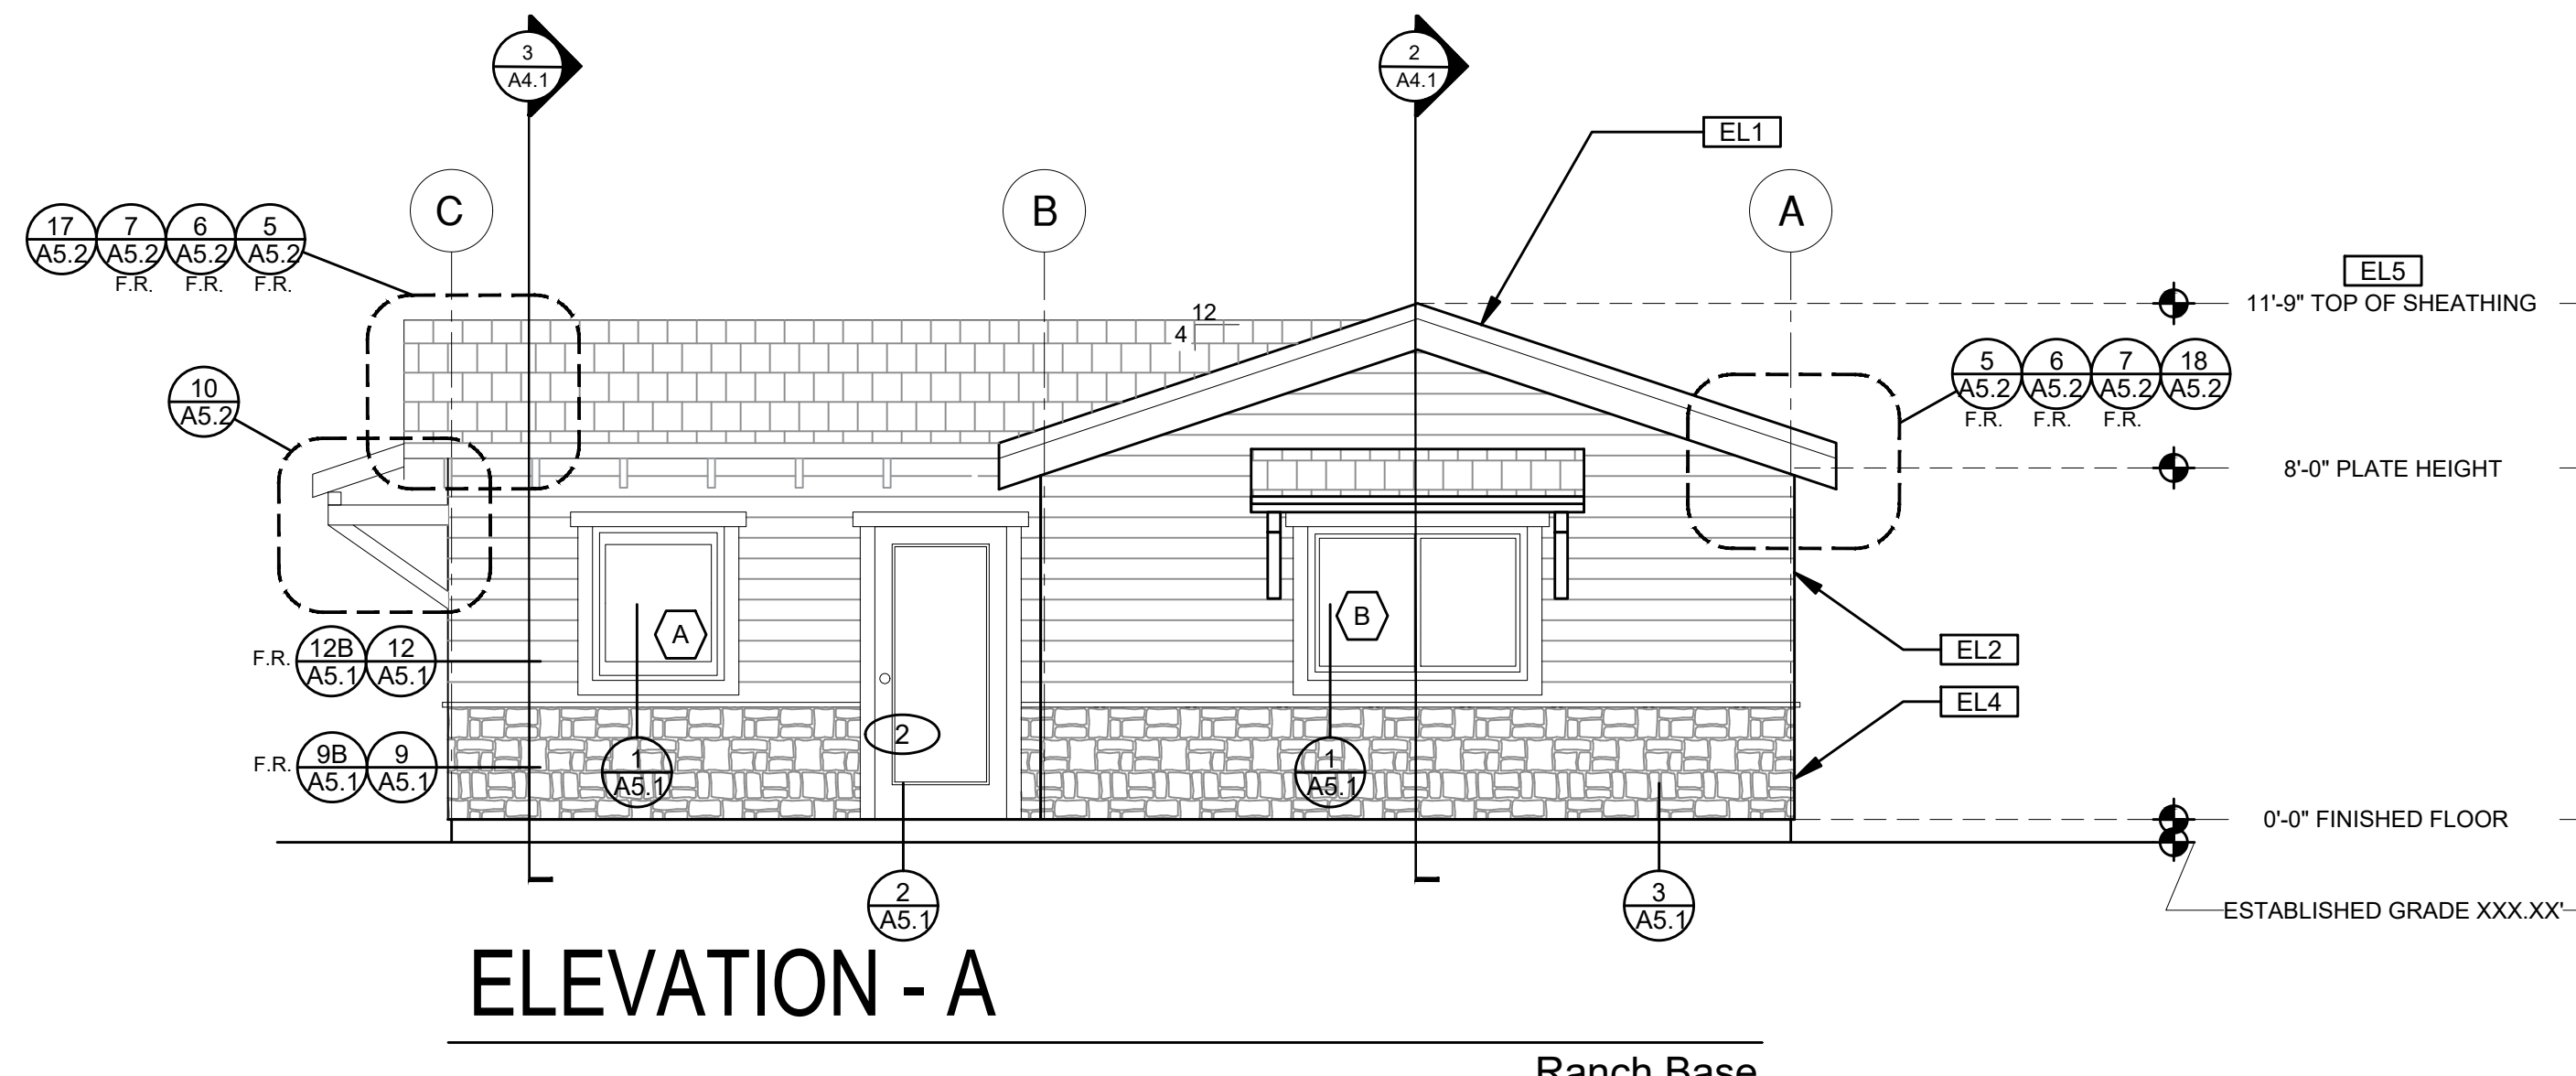 3
A4.1
2
A4.1
EL1
C
B
A
17 7 6 5
A5.2 A5.2 A5.2 A5.2
F.R. F.R. F.R.
EL5
11'-9" TOP OF SHEATHING
12
4
5 6 7 18
A5.2 A5.2 A5.2 A5.2
F.R. F.R. F.R.
10
A5.2
8'-0" PLATE HEIGHT
A
B
F.R. 12B 12
A5.1 A5.1
EL2
EL4
2
F.R. 9B 9
A5.1 A5.1
1
A5.1
1
A5.1
0'-0" FINISHED FLOOR
2
A5.1
3
A5.1
ESTABLISHED GRADE XXX.XX'
ELEVATION - A
Ranch Base